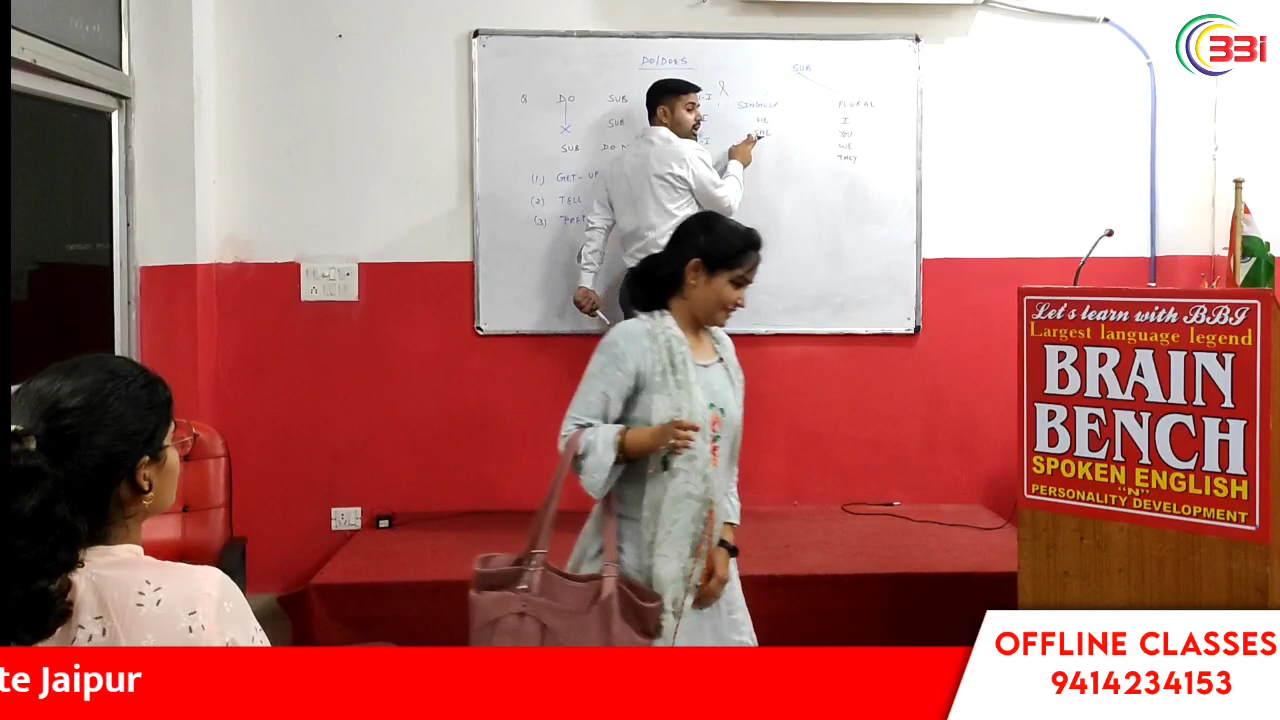 DO/DOES
SUB
Q DO SUB
SINGULA PLURAL
X SUB HE I
SHE YOU
SUB DO N WE
THEY
(1) GET-UP
(2) TELL
(3)
Let's learn with BBI
Largest language legend
BRAIN
BENCH
SPOKEN ENGLISH
"N"
PERSONALITY DEVELOPMENT
te Jaipur
OFFLINE CLASSES
9414234153